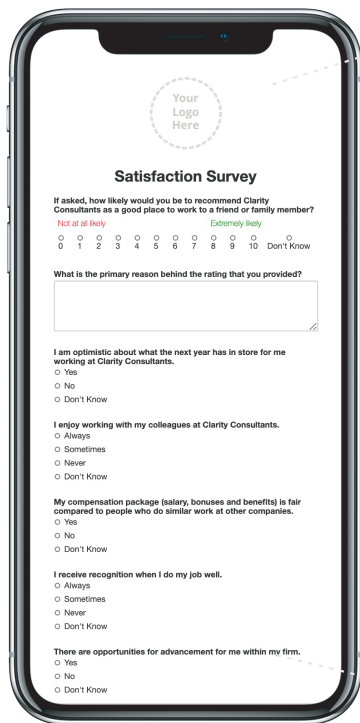 Your
Logo
Here
Satisfaction Survey
If asked, how likely would you be to recommend Clarity
Consultants as a good place to work to a friend or family member?
Not at all likely Extremely likely
0 1 2 3 4 5 6 7 8 9 10 Don't Know
What is the primary reason behind the rating that you provided?
I am optimistic about what the next year has in store for me
working at Clarity Consultants.
Yes
No
Don't Know
I enjoy working with my colleagues at Clarity Consultants.
Always
Sometimes
Never
Don't Know
My compensation package (salary, bonuses and benefits) is fair
compared to people who do similar work at other companies.
Yes
No
Don't Know
I receive recognition when I do my job well.
Always
Sometimes
Never
Don't Know
There are opportunities for advancement for me within my firm.
Yes
No
Don't Know